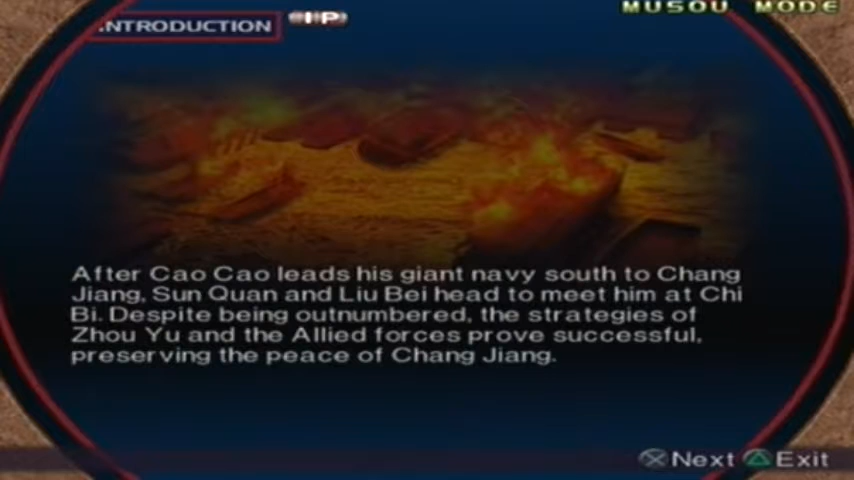 INTRODUCTION 1P
MUSOU MODE
After Cao Cao leads his giant navy south to Chang
Jiang, Sun Quan and Liu Bei head to meet him at Chi
Bi. Despite being outnumbered, the strategies of
Zhou Yu and the Allied forces prove successful,
preserving the peace of Chang Jiang.
Next Exit